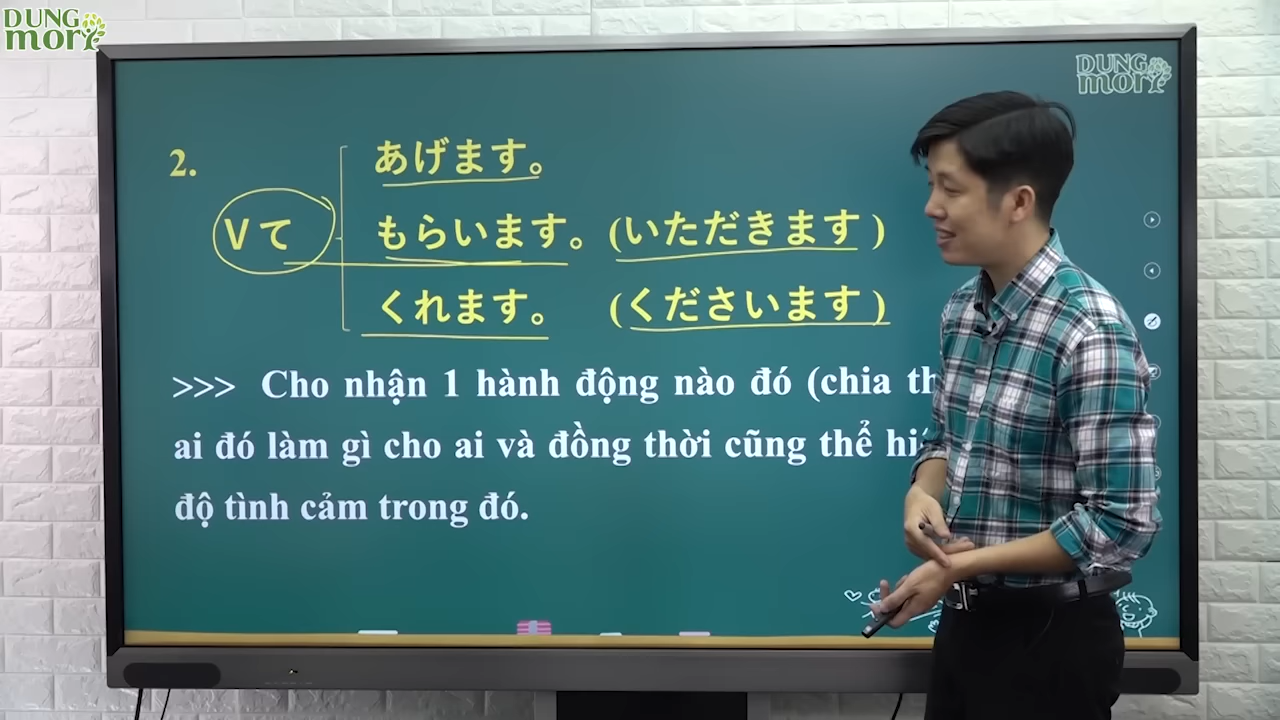 DUNG
mori
DUNG
mori
2.
あげます。
Vて
もらいます。 (いただきます)
くれます。 (くださいます)
>>> Cho nhận 1 hành động nào đó (chia
ai đó làm gì cho ai và đồng thời cũng thể
độ tình cảm trong đó.